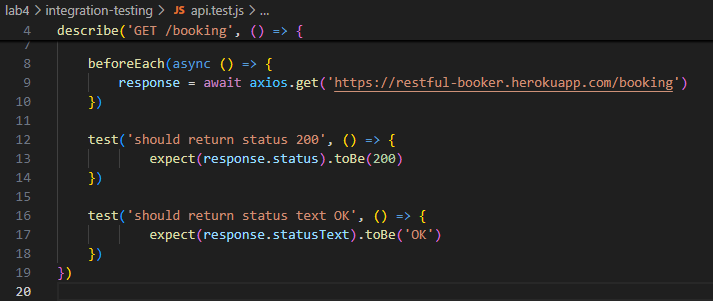 lab4 > integration-testing > JS api.test.js > ...
4 describe('GET /booking', () => {
7
8 beforeEach(async () => {
9 response = await axios.get('https://restful-booker.herokuapp.com/booking')
10 })
11
12 test('should return status 200', () => {
13 expect(response.status).toBe(200)
14 })
15
16 test('should return status text OK', () => {
17 expect(response.statusText).toBe('OK')
18 })
19 })
20